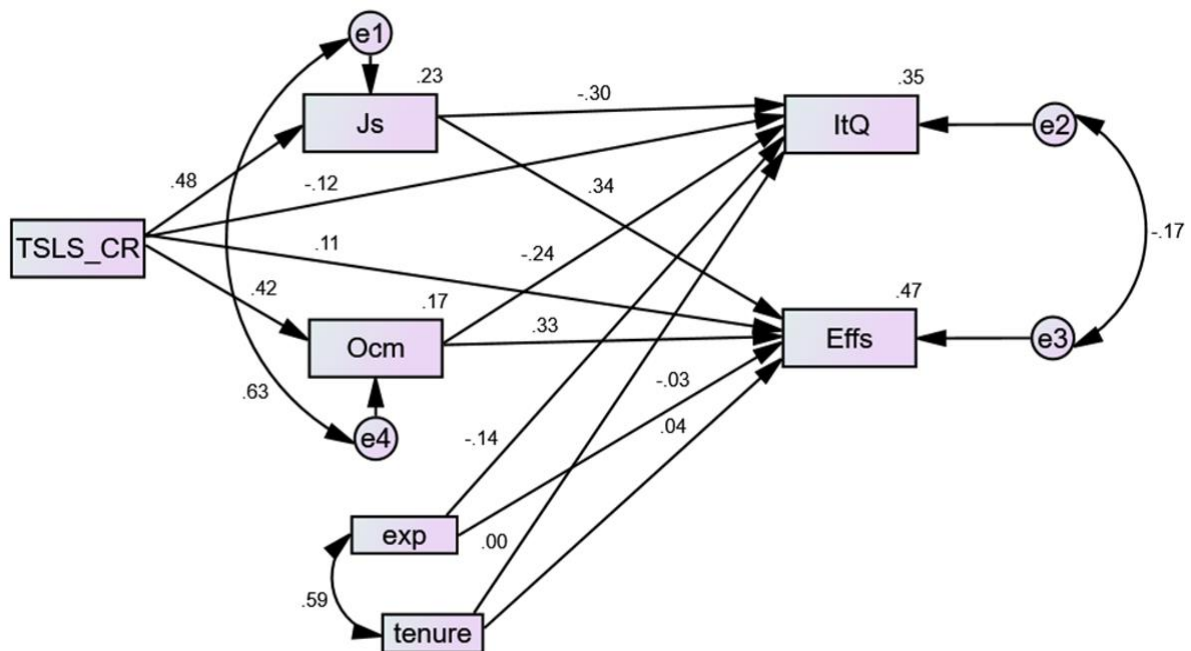 e1
.23
Js
-.30
.35
ItQ
e2
.48
-.12
.34
TSLS_CR
.11
-.24
-.17
.42
.17
Ocm
.33
.47
Effs
e3
.63
-.03
e4
-.14
.04
exp
.00
.59
tenure